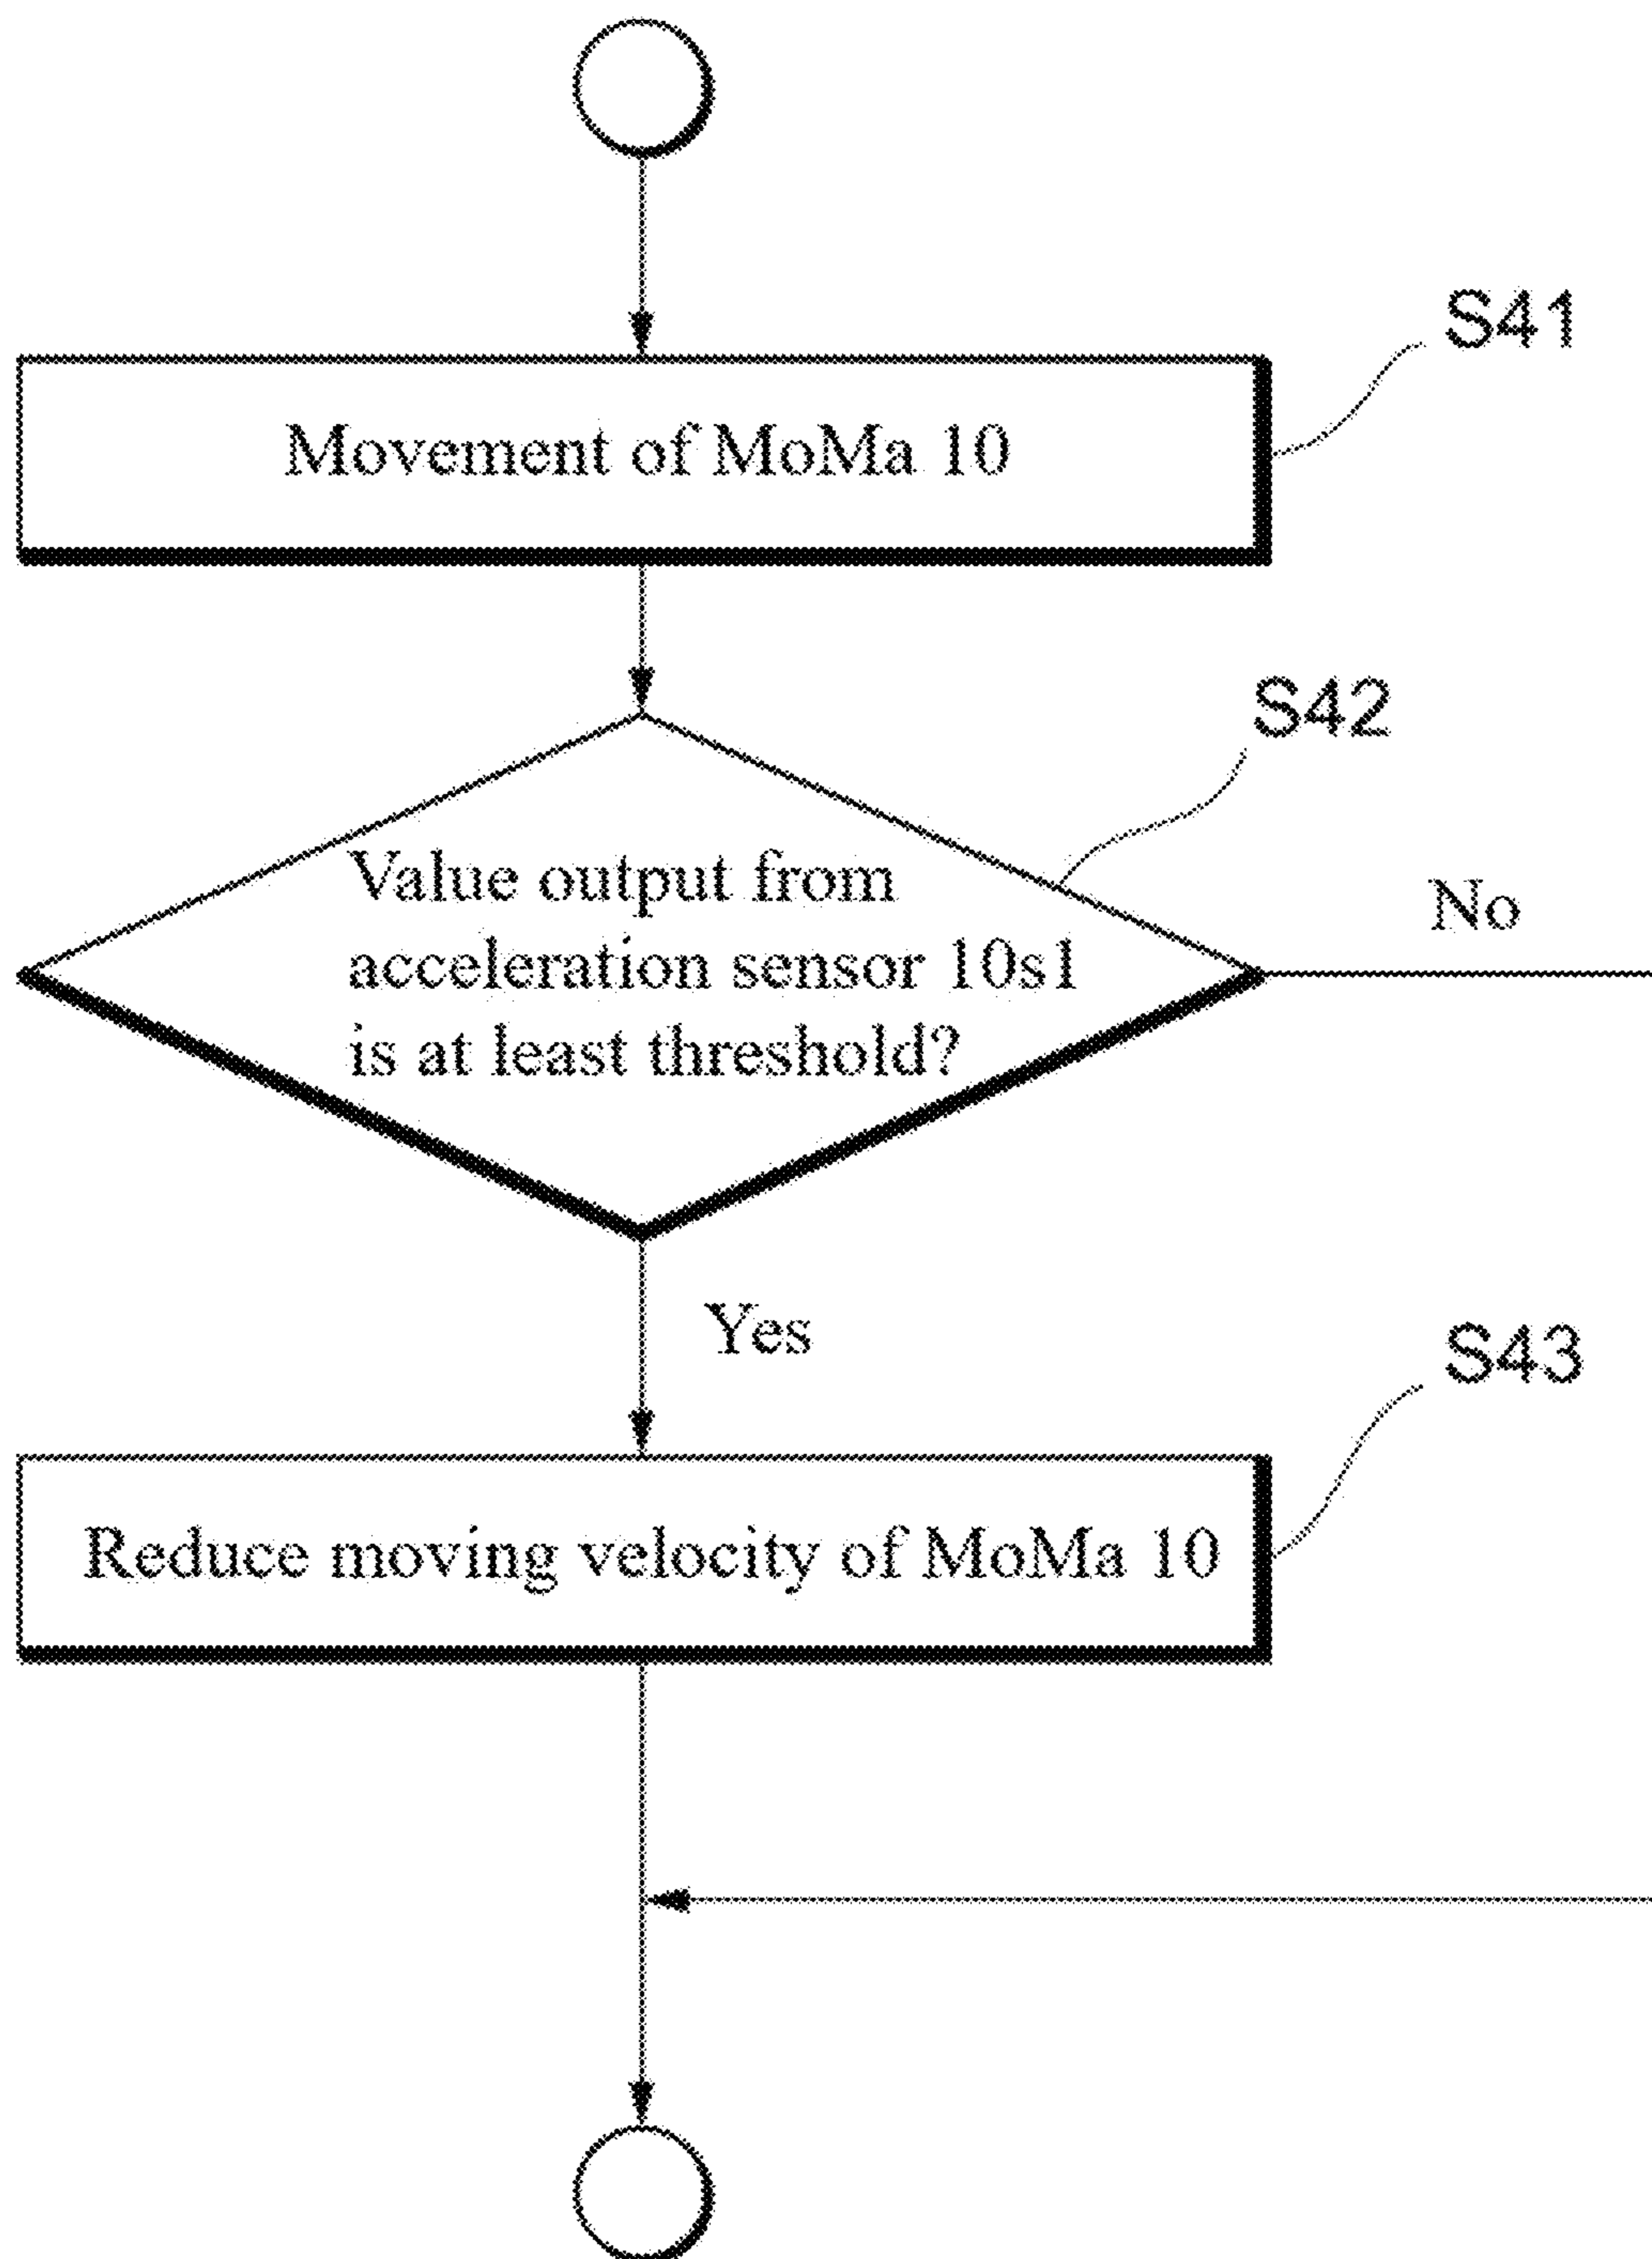 S41
Movement of MoMa 10
S42
Value output from
acceleration sensor 10s1
is at least threshold?
No
Yes
S43
Reduce moving velocity of MoMa 10